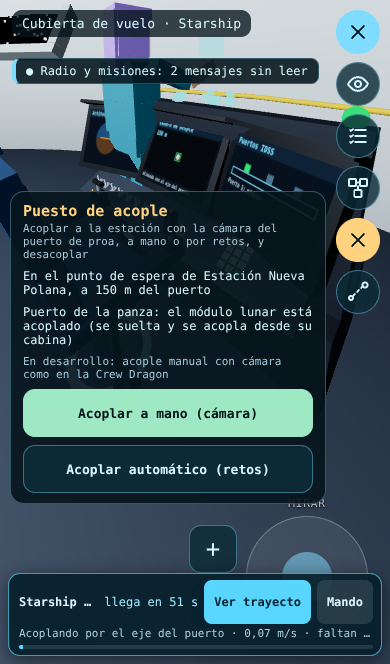 Cubierta de vuelo · Starship
● Radio y misiones: 2 mensajes sin leer
Puertos IDSS
Puesto de acople
Acoplar a la estación con la cámara del
puerto de proa, a mano o por retos, y
desacoplar
En el punto de espera de Estación Nueva
Polana, a 150 m del puerto
Puerto de la panza: el módulo lunar está
acoplado (se suelta y se acopla desde su
cabina)
En desarrollo: acople manual con cámara
como en la Crew Dragon
Acoplar a mano (cámara)
Acoplar automático (retos)
MIRAR
+
Starship … llega en 51 s
Ver trayecto
Mando
Acoplando por el eje del puerto · 0,07 m/s · faltan …